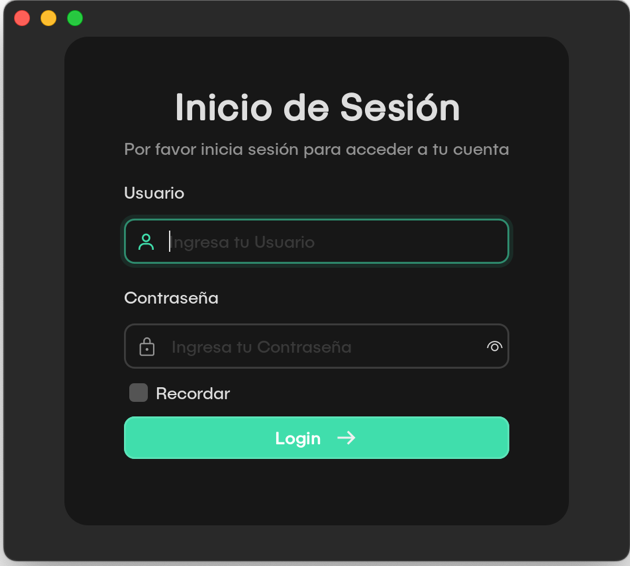 Inicio de Sesión
Por favor inicia sesión para acceder a tu cuenta
Usuario
Ingresa tu Usuario
Contraseña
Ingresa tu Contraseña
Recordar
Login